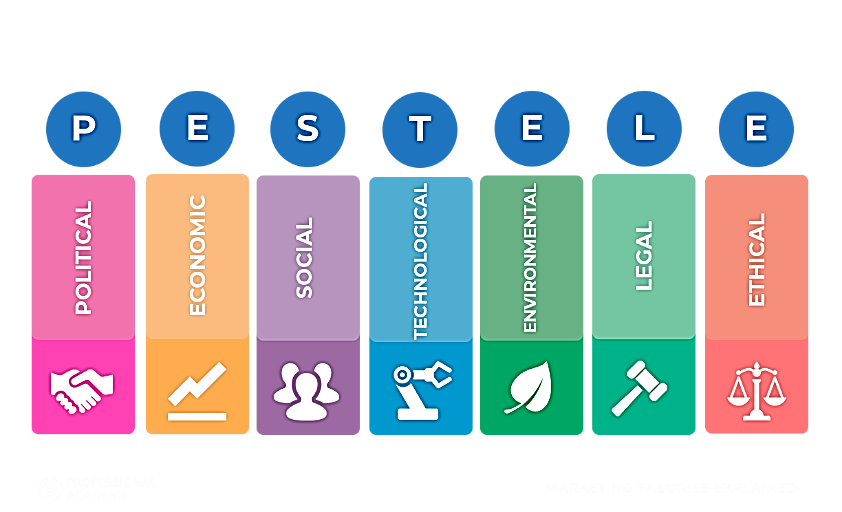 P E S T E L E
POLITICAL
ECONOMIC
SOCIAL
TECHNOLOGICAL
ENVIRONMENTAL
LEGAL
ETHICAL